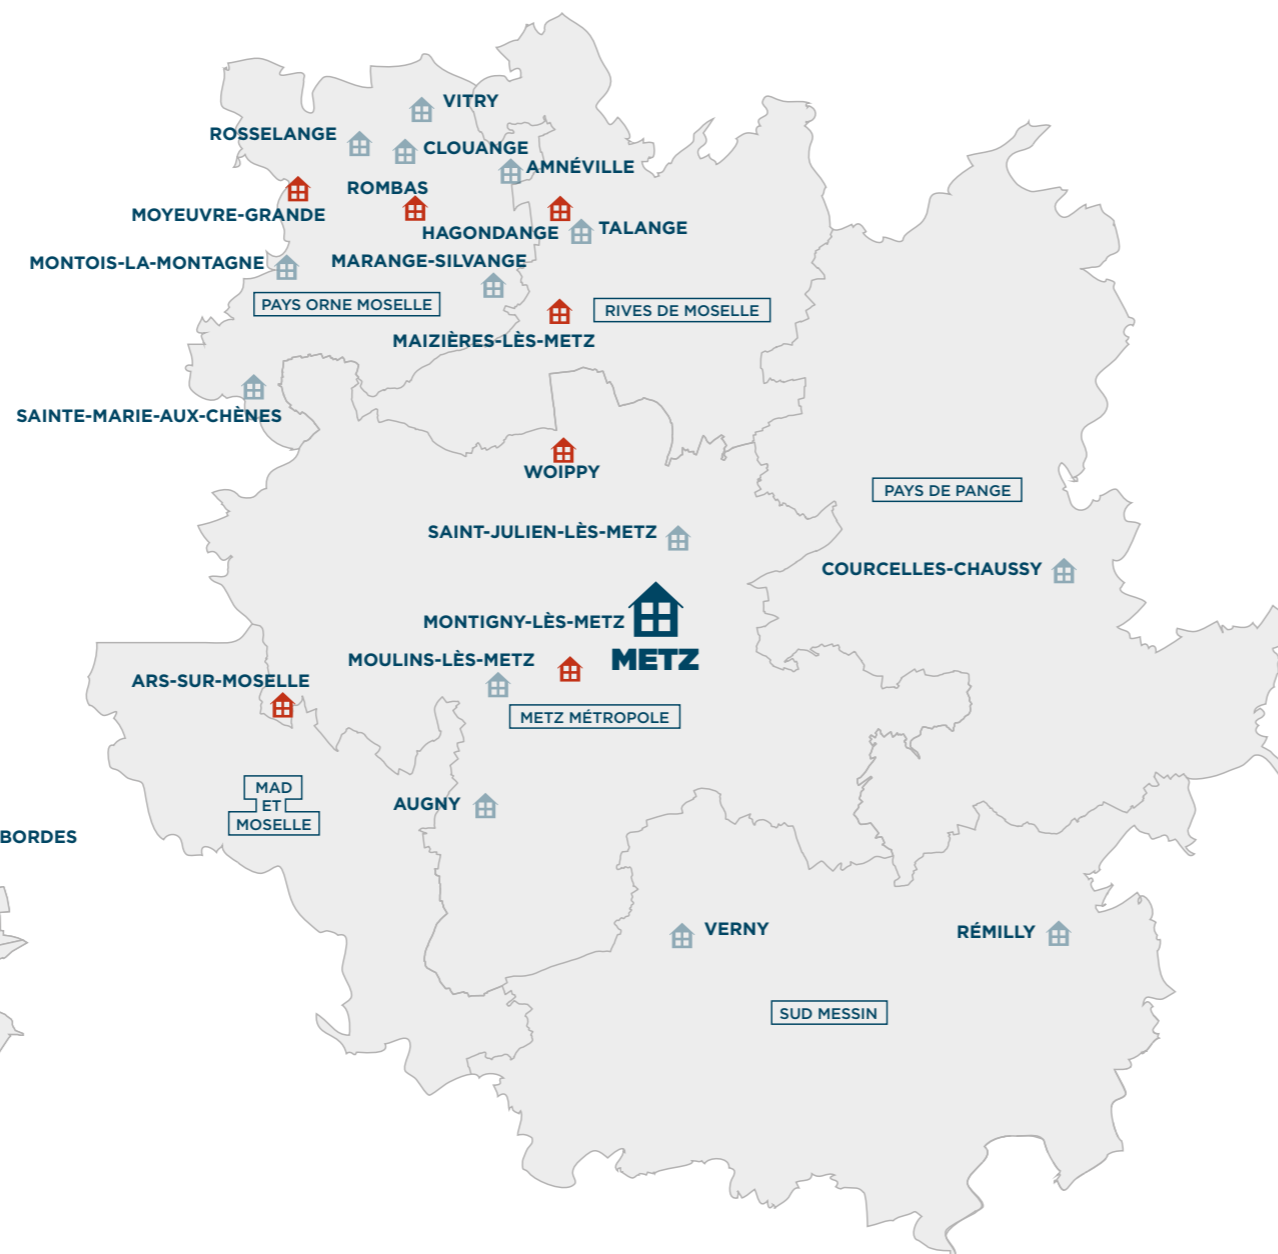 VITRY
ROSSELANGE
CLOUANGE
AMNÉVILLE
ROMBAS
MOYEUVRE-GRANDE
HAGONDANGE
TALANGE
MONTOIS-LA-MONTAGNE
MARANGE-SILVANGE
PAYS ORNE MOSELLE
RIVES DE MOSELLE
MAIZIÈRES-LÈS-METZ
SAINTE-MARIE-AUX-CHÈNES
WOIPPY
PAYS DE PANGE
SAINT-JULIEN-LÈS-METZ
COURCELLES-CHAUSSY
MONTIGNY-LÈS-METZ
METZ
MOULINS-LÈS-METZ
ARS-SUR-MOSELLE
METZ MÉTROPOLE
MAD
ET
MOSELLE
AUGNY
BORDES
VERNY
RÉMILLY
SUD MESSIN